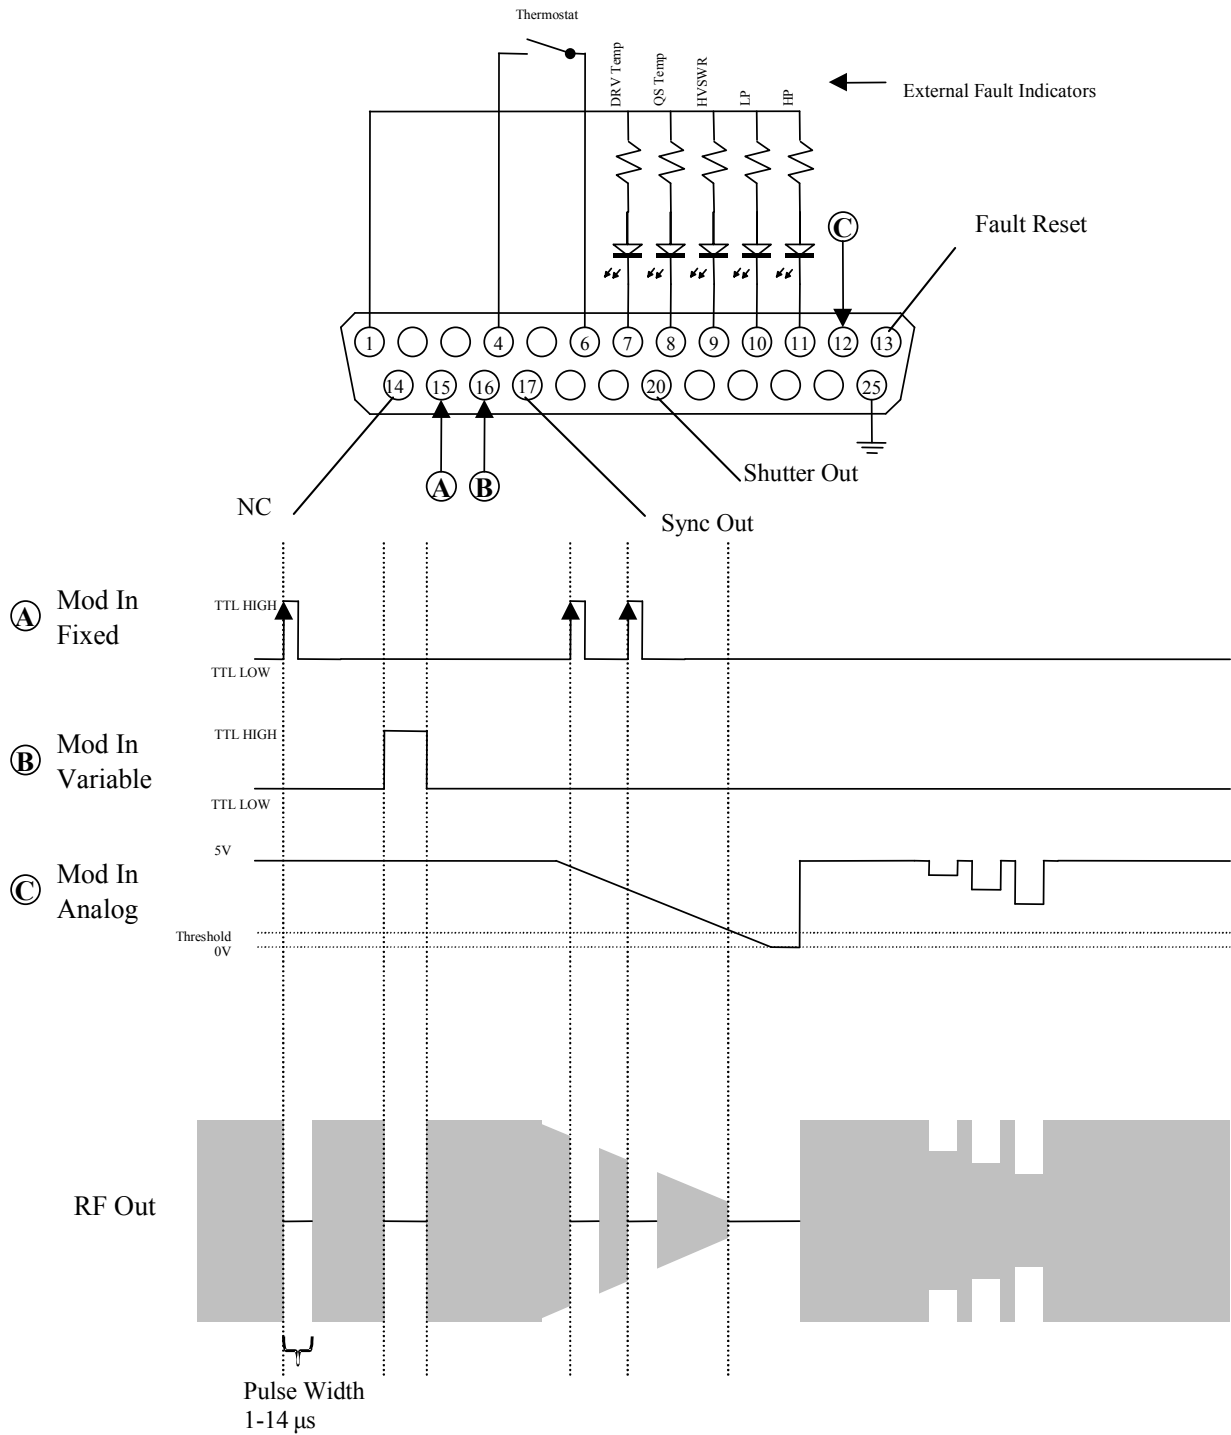 Thermostat
DRV Temp
QS Temp
HVSWR
LP
HP
External Fault Indicators
C
Fault Reset
1 4 6 7 8 9 10 11 12 13
14 15 16 17 20 25
A B
NC
Shutter Out
Sync Out
A Mod In
Fixed
TTL HIGH
TTL LOW
B Mod In
Variable
TTL HIGH
TTL LOW
C Mod In
Analog
5V
Threshold
0V
RF Out
Pulse Width
1-14 µs